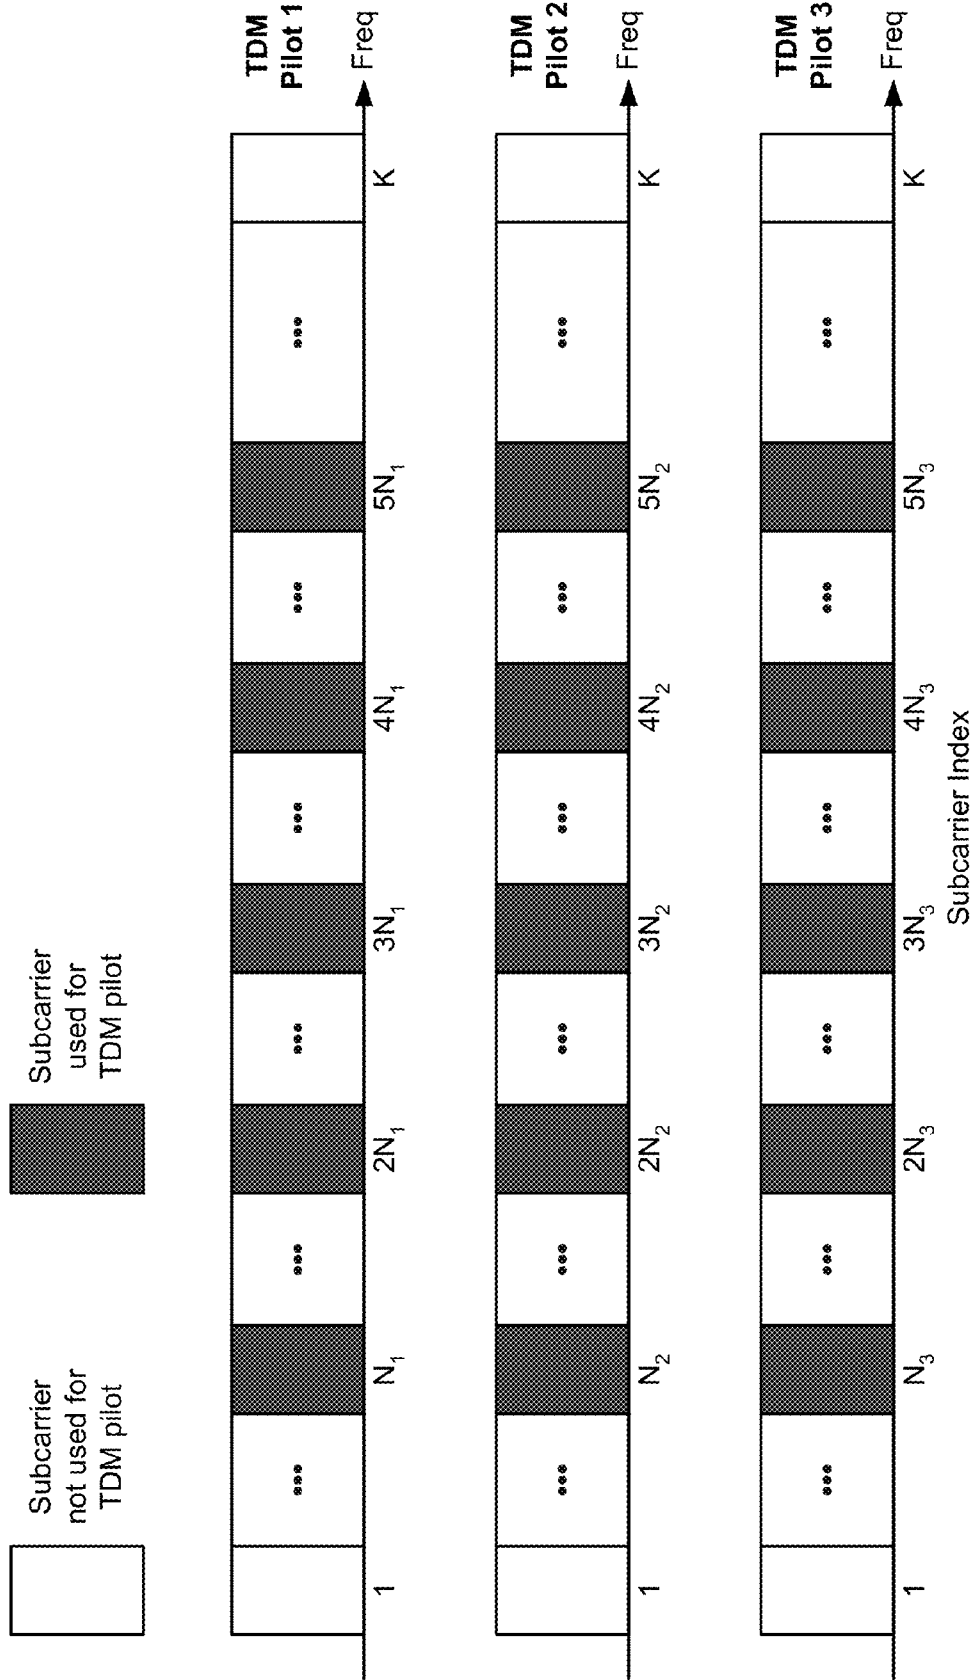 Subcarrier
not used for
TDM pilot
Subcarrier
used for
TDM pilot
TDM
Pilot 1
Freq
1
N₁
2N₁
3N₁
4N₁
5N₁
K
TDM
Pilot 2
Freq
1
N₂
2N₂
3N₂
4N₂
5N₂
K
TDM
Pilot 3
Freq
1
N₃
2N₃
3N₃
4N₃
5N₃
K
Subcarrier Index